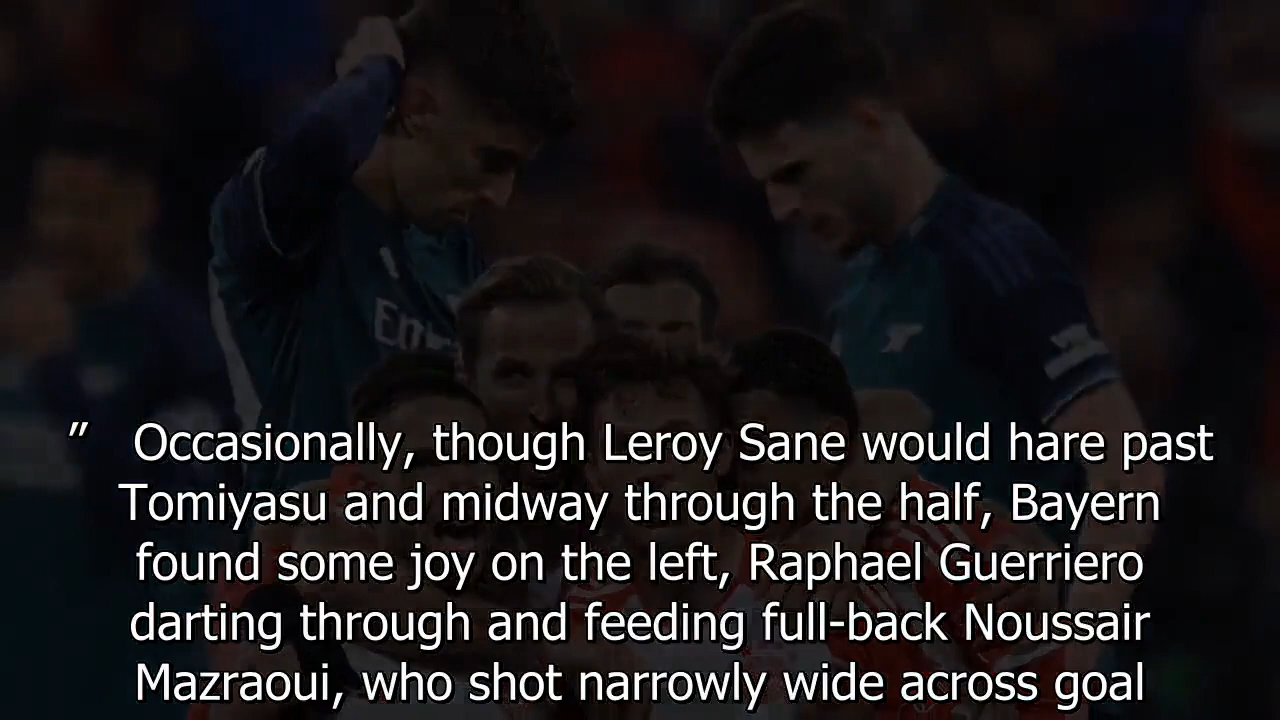 ” Occasionally, though Leroy Sane would hare past
Tomiyasu and midway through the half, Bayern
found some joy on the left, Raphael Guerriero
darting through and feeding full-back Noussair
Mazraoui, who shot narrowly wide across goal